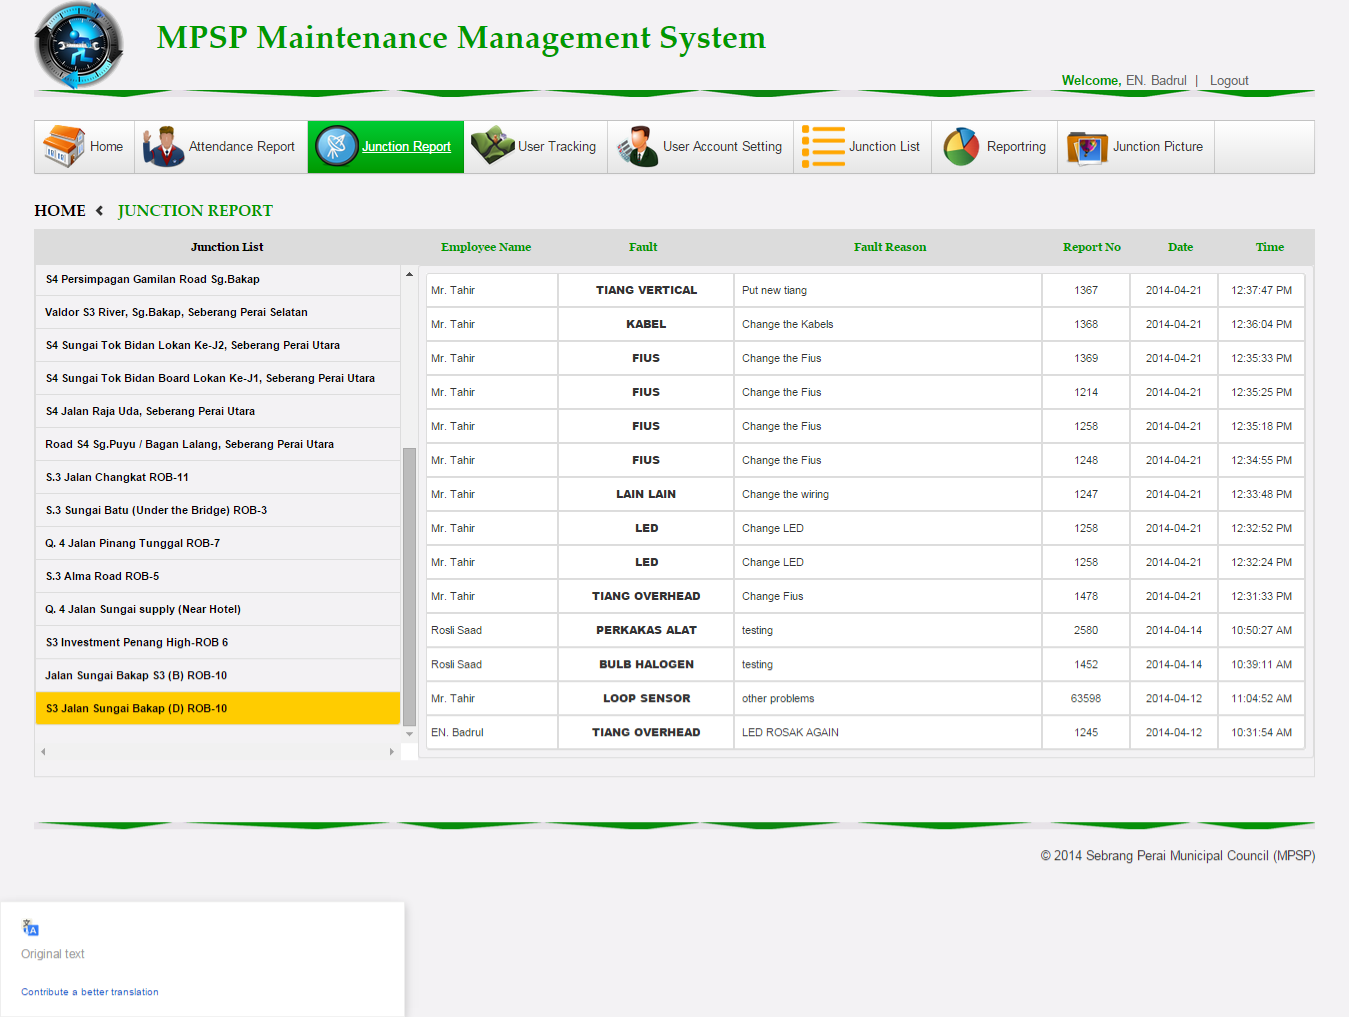 MPSP Maintenance Management System
Welcome, EN. Badrul | Logout
Home Attendance Report Junction Report User Tracking User Account Setting Junction List Reportring Junction Picture
HOME JUNCTION REPORT
Junction List Employee Name Fault Fault Reason Report No Date Time
S4 Persimpagan Gamilan Road Sg.Bakap
Valdor S3 River, Sg.Bakap, Seberang Perai Selatan
S4 Sungai Tok Bidan Lokan Ke-J2, Seberang Perai Utara
S4 Sungai Tok Bidan Board Lokan Ke-J1, Seberang Perai Utara
S4 Jalan Raja Uda, Seberang Perai Utara
Road S4 Sg.Puyu / Bagan Lalang, Seberang Perai Utara
S.3 Jalan Changkat ROB-11
S.3 Sungai Batu (Under the Bridge) ROB-3
Q. 4 Jalan Pinang Tunggal ROB-7
S.3 Alma Road ROB-5
Q. 4 Jalan Sungai supply (Near Hotel)
S3 Investment Penang High-ROB 6
Jalan Sungai Bakap S3 (B) ROB-10
S3 Jalan Sungai Bakap (D) ROB-10
Mr. Tahir TIANG VERTICAL Put new tiang 1367 2014-04-21 12:37:47 PM
Mr. Tahir KABEL Change the Kabels 1368 2014-04-21 12:36:04 PM
Mr. Tahir FIUS Change the Fius 1369 2014-04-21 12:35:33 PM
Mr. Tahir FIUS Change the Fius 1214 2014-04-21 12:35:25 PM
Mr. Tahir FIUS Change the Fius 1258 2014-04-21 12:35:18 PM
Mr. Tahir FIUS Change the Fius 1248 2014-04-21 12:34:55 PM
Mr. Tahir LAIN LAIN Change the wiring 1247 2014-04-21 12:33:48 PM
Mr. Tahir LED Change LED 1258 2014-04-21 12:32:52 PM
Mr. Tahir LED Change LED 1258 2014-04-21 12:32:24 PM
Mr. Tahir TIANG OVERHEAD Change Fius 1478 2014-04-21 12:31:33 PM
Rosli Saad PERKAKAS ALAT testing 2580 2014-04-14 10:50:27 AM
Rosli Saad BULB HALOGEN testing 1452 2014-04-14 10:39:11 AM
Mr. Tahir LOOP SENSOR other problems 63598 2014-04-12 11:04:52 AM
EN. Badrul TIANG OVERHEAD LED ROSAK AGAIN 1245 2014-04-12 10:31:54 AM
© 2014 Sebrang Perai Municipal Council (MPSP)
Original text
Contribute a better translation